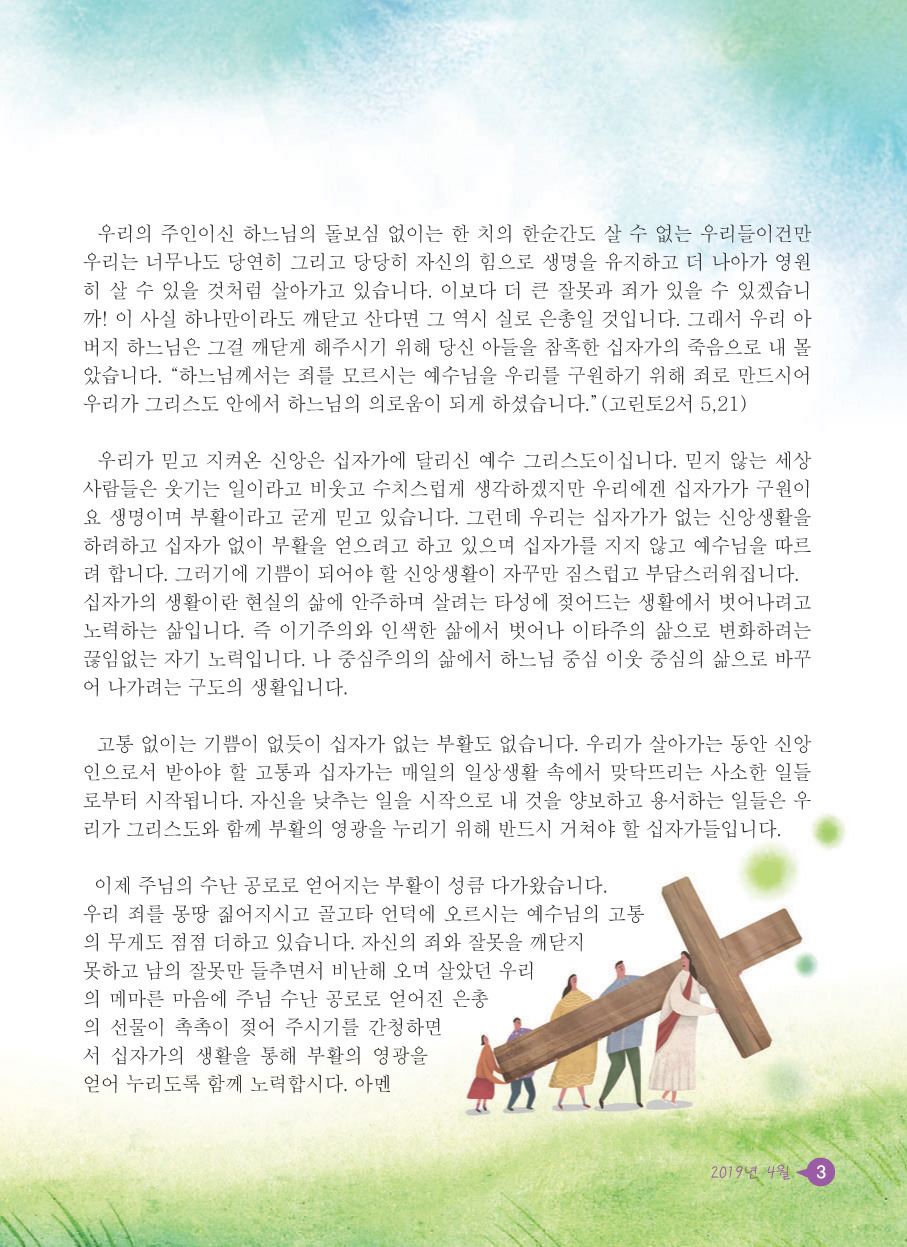 우리의 주인이신 하느님의 돌보심 없이는 한 치의 한순간도 살 수 없는 우리들이건만
우리는 너무나도 당연히 그리고 당당히 자신의 힘으로 생명을 유지하고 더 나아가 영원
히 살 수 있을 것처럼 살아가고 있습니다. 이보다 더 큰 잘못과 죄가 있을 수 있겠습니
까! 이 사실 하나만이라도 깨닫고 산다면 그 역시 실로 은총일 것입니다. 그래서 우리 아
버지 하느님은 그걸 깨닫게 해주시기 위해 당신 아들을 참혹한 십자가의 죽음으로 내 몰
았습니다. “하느님께서는 죄를 모르시는 예수님을 우리를 구원하기 위해 죄로 만드시어
우리가 그리스도 안에서 하느님의 의로움이 되게 하셨습니다.” (고린토2서 5,21)
우리가 믿고 지켜온 신앙은 십자가에 달리신 예수 그리스도이십니다. 믿지 않는 세상
사람들은 웃기는 일이라고 비웃고 수치스럽게 생각하겠지만 우리에겐 십자가가 구원이
요 생명이며 부활이라고 굳게 믿고 있습니다. 그런데 우리는 십자가가 없는 신앙생활을
하려하고 십자가 없이 부활을 얻으려고 하고 있으며 십자가를 지지 않고 예수님을 따르
려 합니다. 그러기에 기쁨이 되어야 할 신앙생활이 자꾸만 짐스럽고 부담스러워집니다.
십자가의 생활이란 현실의 삶에 안주하며 살려는 타성에 젖어드는 생활에서 벗어나려고
노력하는 삶입니다. 즉 이기주의와 인색한 삶에서 벗어나 이타주의 삶으로 변화하려는
끊임없는 자기 노력입니다. 나 중심주의의 삶에서 하느님 중심 이웃 중심의 삶으로 바꾸
어 나가려는 구도의 생활입니다.
고통 없이는 기쁨이 없듯이 십자가 없는 부활도 없습니다. 우리가 살아가는 동안 신앙
인으로서 받아야 할 고통과 십자가는 매일의 일상생활 속에서 맞닥뜨리는 사소한 일들
로부터 시작됩니다. 자신을 낮추는 일을 시작으로 내 것을 양보하고 용서하는 일들은 우
리가 그리스도와 함께 부활의 영광을 누리기 위해 반드시 거쳐야 할 십자가들입니다.
이제 주님의 수난 공로로 얻어지는 부활이 성큼 다가왔습니다.
우리 죄를 몽땅 짊어지시고 골고타 언덕에 오르시는 예수님의 고통
의 무게도 점점 더하고 있습니다. 자신의 죄와 잘못을 깨닫지
못하고 남의 잘못만 들추면서 비난해 오며 살았던 우리
의 메마른 마음에 주님 수난 공로로 얻어진 은총
의 선물이 촉촉이 젖어 주시기를 간청하면
서 십자가의 생활을 통해 부활의 영광을
얻어 누리도록 함께 노력합시다. 아멘
2019년 4월 3